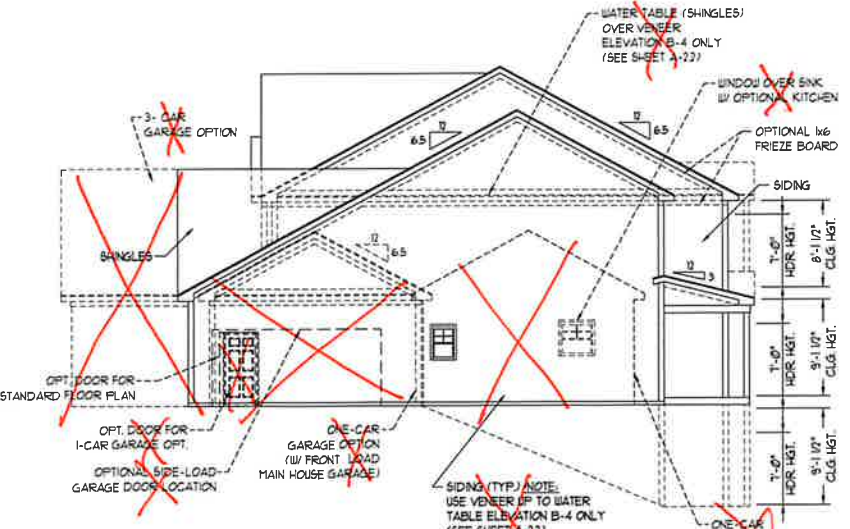 WATER TABLE (SHINGLES)
OVER VENEER
ELEVATION B-4 ONLY
(SEE SHEET A-22)
WINDOW OVER SINK
W/ OPTIONAL KITCHEN
3- CAR
GARAGE OPTION
12
6.5
12
6.5
OPTIONAL 1x6
FRIEZE BOARD
SIDING
SHINGLES
12
6.5
12
3
7'-0"
HDR. HGT.
8'-1 1/2"
CLG. HGT.
7'-0"
HDR. HGT.
9'-1 1/2"
CLG. HGT.
7'-0"
HDR. HGT.
9'-1 1/2"
CLG. HGT.
OPT. DOOR FOR
STANDARD FLOOR PLAN
OPT. DOOR FOR
1-CAR GARAGE OPT.
OPTIONAL SIDE-LOAD
GARAGE DOOR LOCATION
ONE-CAR
GARAGE OPTION
(W/ FRONT LOAD
MAIN HOUSE GARAGE)
SIDING (TYP.) NOTE:
USE VENEER UP TO WATER
TABLE ELEVATION B-4 ONLY
(SEE SHEET
ONE-CAR